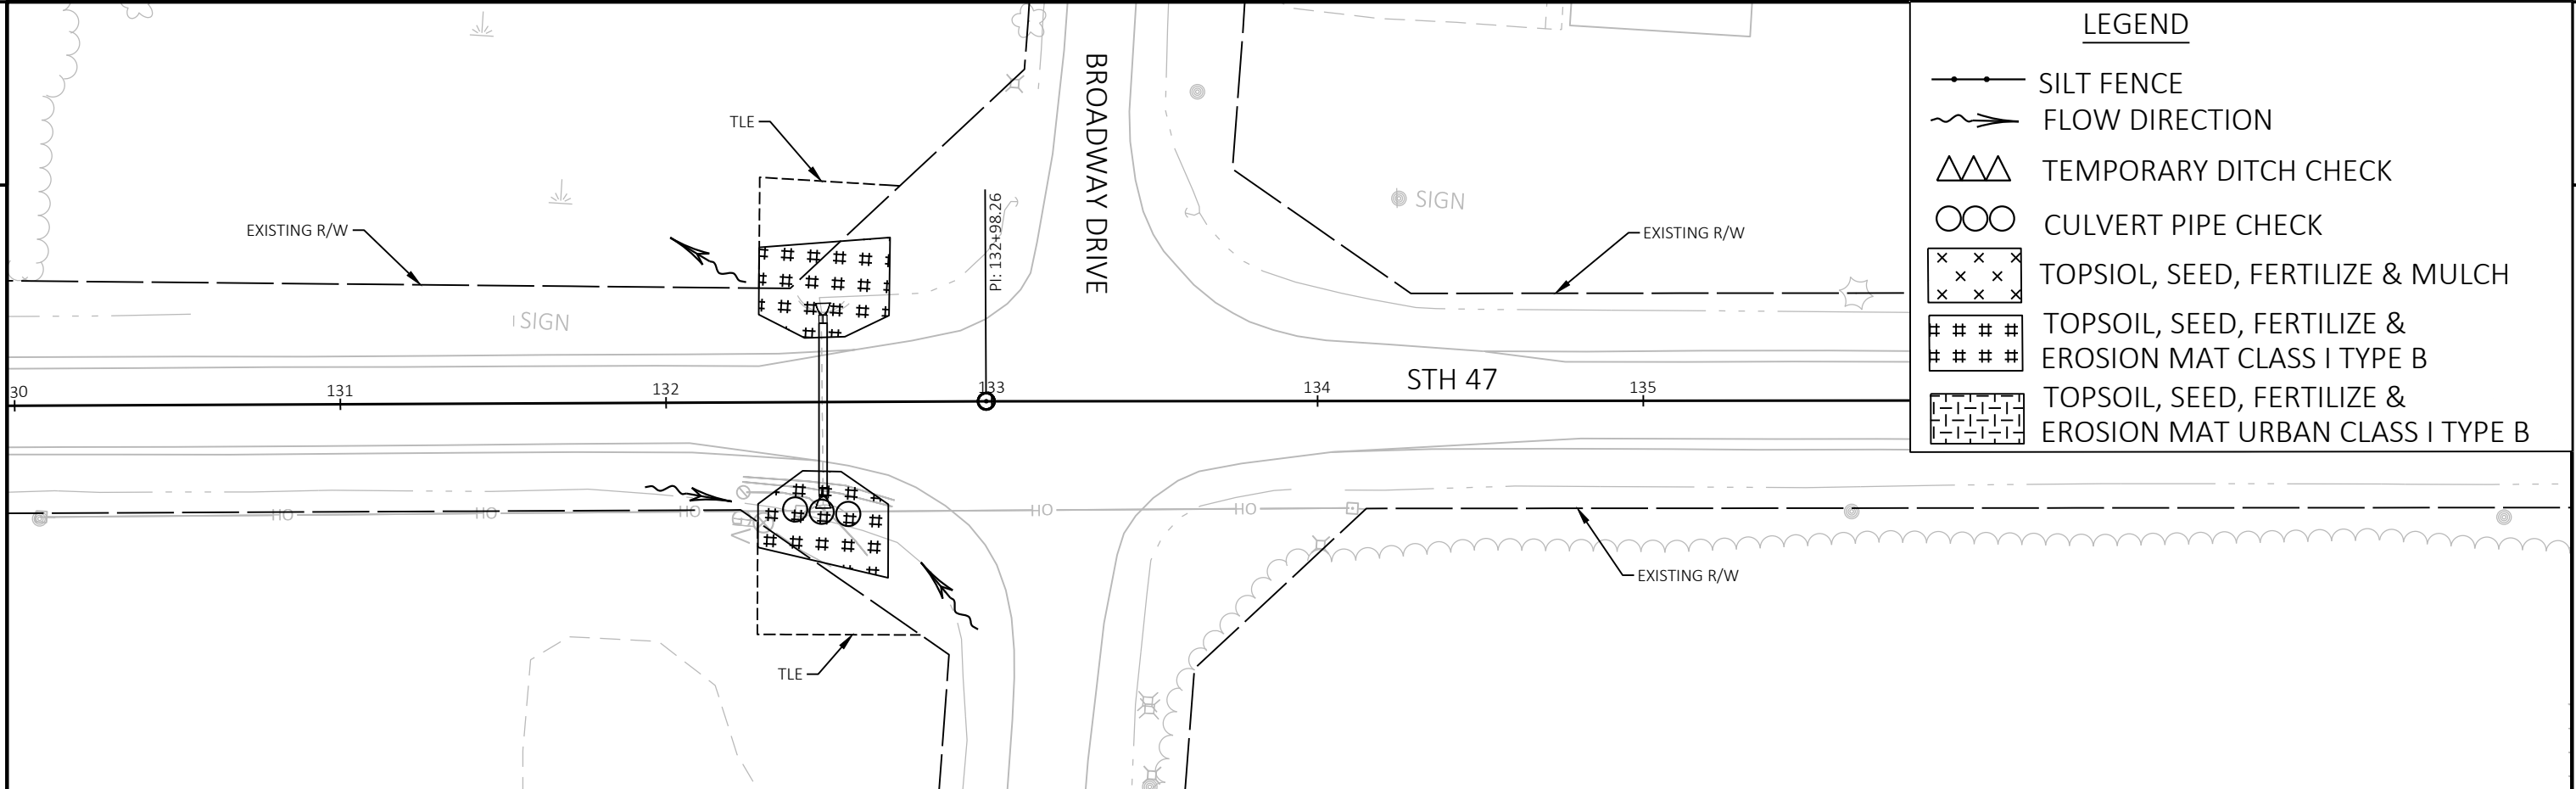 LEGEND
SILT FENCE
FLOW DIRECTION
TEMPORARY DITCH CHECK
CULVERT PIPE CHECK
TOPSIOL, SEED, FERTILIZE & MULCH
TOPSOIL, SEED, FERTILIZE &
EROSION MAT CLASS I TYPE B
TOPSOIL, SEED, FERTILIZE &
EROSION MAT URBAN CLASS I TYPE B
BROADWAY DRIVE
TLE
SIGN
PI: 132+98.26
EXISTING R/W
EXISTING R/W
SIGN
STH 47
30
131
132
133
134
135
HO
HO
HO
HO
HO
EXISTING R/W
TLE